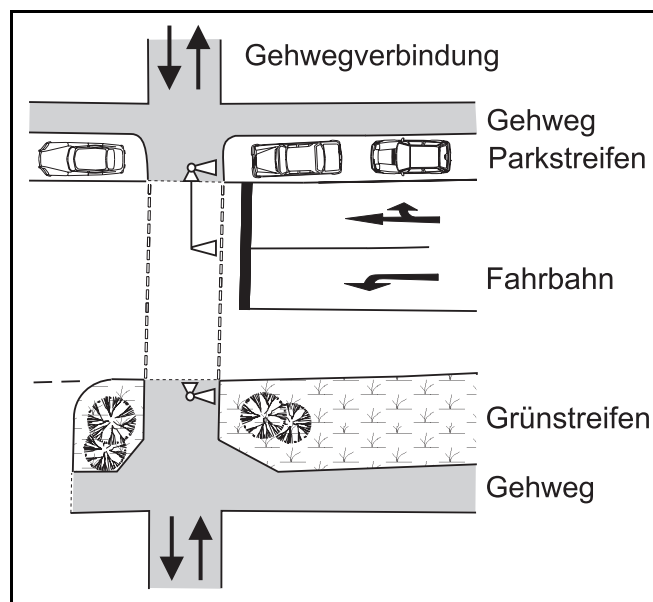 Gehwegverbindung
Gehweg
Parkstreifen
Fahrbahn
Grünstreifen
Gehweg